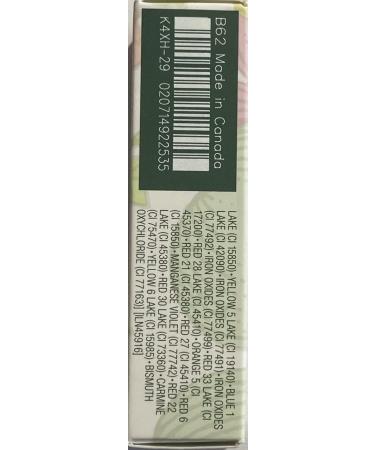 B62 Made in Canada
K4XH-29 020714922535
LAKE (CI 15850)•YELLOW 5 LAKE (CI 19140)•BLUE 1
LAKE (CI 42090)•IRON OXIDES (CI 77491)•IRON OXIDES
(CI 77492)•IRON OXIDES (CI 77499)•RED 33 LAKE (CI
17200)•RED 28 LAKE (CI 45410)•ORANGE 5 (CI
45370)•RED 21 (CI 45380)•RED 27 (CI 45410)•RED 6
(CI 15850)•MANGANESE VIOLET (CI 77742)•RED 22
LAKE (CI 45380)•RED 30 LAKE (CI 73360)•CARMINE
(CI 75470)•YELLOW 6 LAKE (CI 15985)•BISMUTH
OXYCHLORIDE (CI 77163)] [ILN45916]